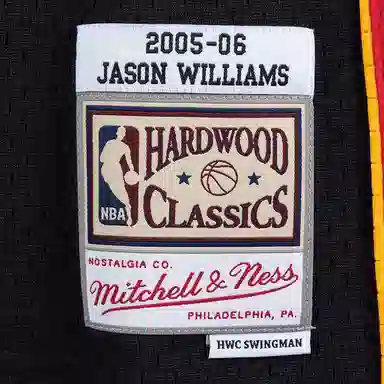 2005-06
JASON WILLIAMS
HARDWOOD
NBA
CLASSICS
NOSTALGIA CO.
Mitchell & Ness
PHILADELPHIA, PA.
HWC SWINGMAN